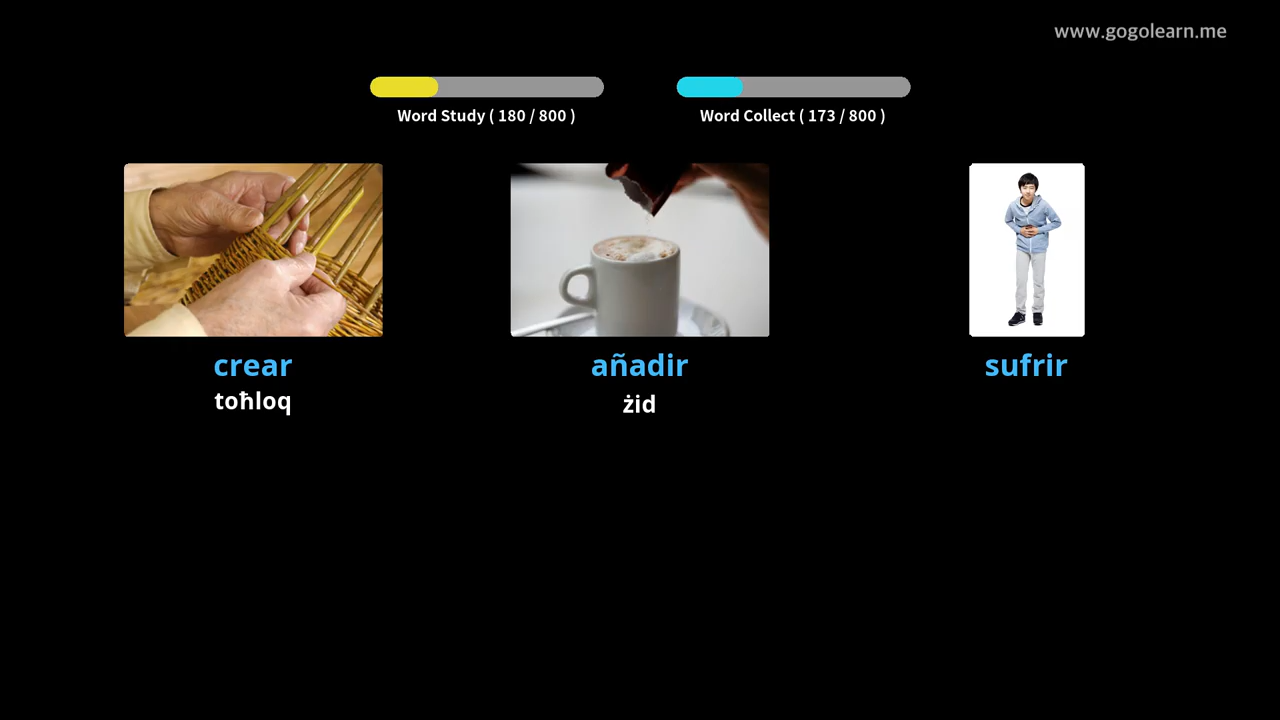 www.gogolearn.me
Word Study ( 180 / 800 )
Word Collect ( 173 / 800 )
crear
añadir
sufrir
toħloq
żid